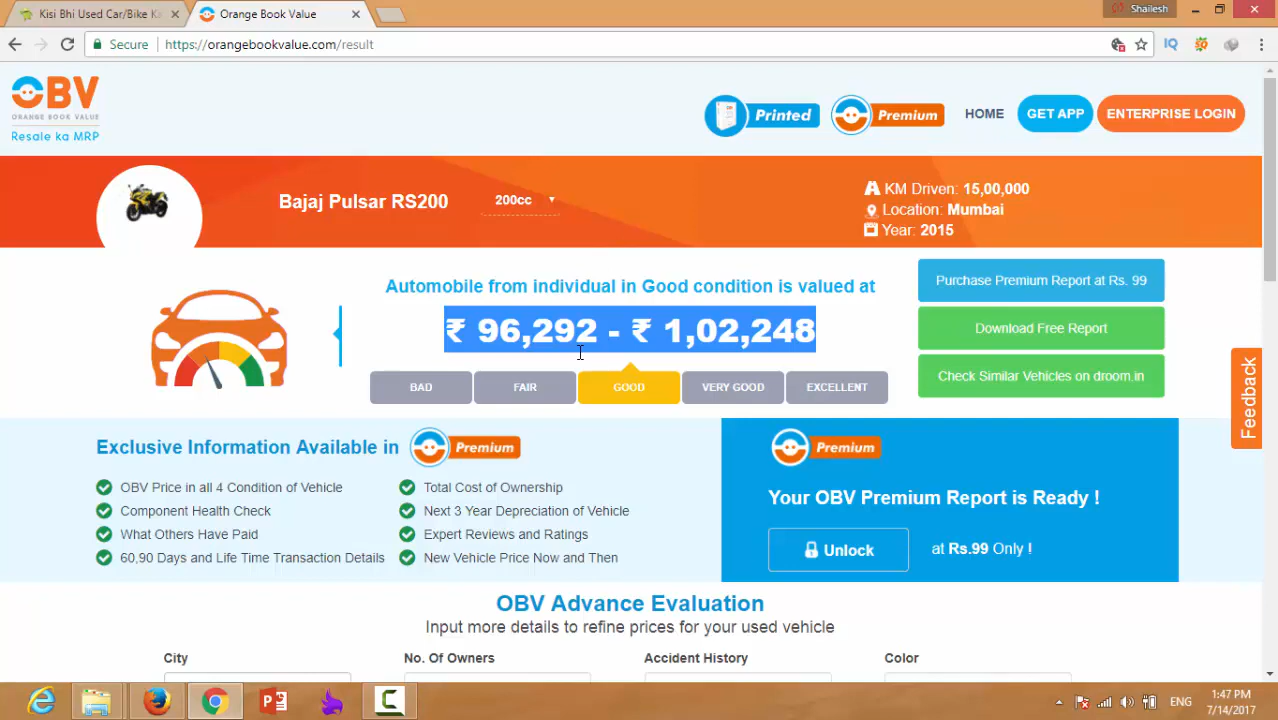 Kisi Bhi Used Car/Bike Ka
Orange Book Value
Shailesh
Secure
https://orangebookvalue.com/result
OBV
ORANGE BOOK VALUE
Resale ka MRP
Printed
Premium
HOME
GET APP
ENTERPRISE LOGIN
Bajaj Pulsar RS200
200cc
KM Driven: 15,00,000
Location: Mumbai
Year: 2015
Automobile from individual in Good condition is valued at
₹ 96,292 - ₹ 1,02,248
BAD
FAIR
GOOD
VERY GOOD
EXCELLENT
Purchase Premium Report at Rs. 99
Download Free Report
Check Similar Vehicles on droom.in
Feedback
Exclusive Information Available in
Premium
OBV Price in all 4 Condition of Vehicle
Component Health Check
What Others Have Paid
60,90 Days and Life Time Transaction Details
Total Cost of Ownership
Next 3 Year Depreciation of Vehicle
Expert Reviews and Ratings
New Vehicle Price Now and Then
Premium
Your OBV Premium Report is Ready !
Unlock
at Rs.99 Only !
OBV Advance Evaluation
Input more details to refine prices for your used vehicle
City
No. Of Owners
Accident History
Color
ENG
1:47 PM
7/14/2017